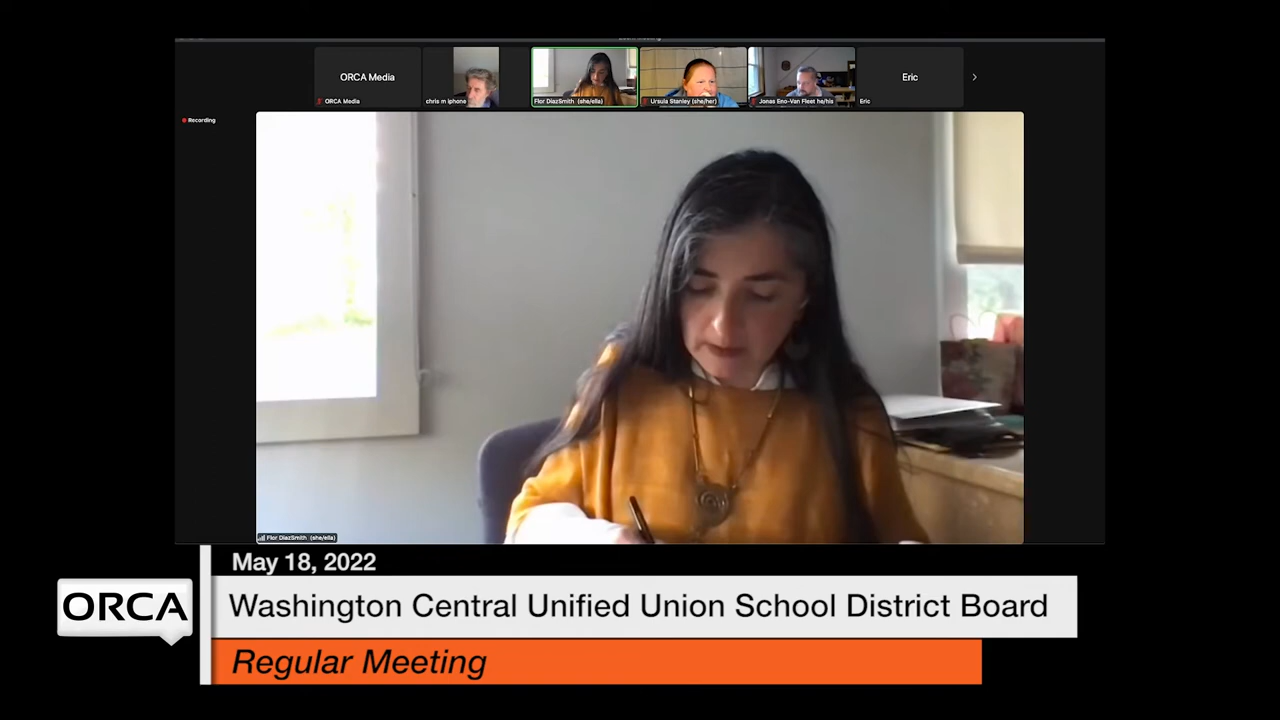 ORCA Media
Eric
ORCA Media
chris m iphone
Flor DiazSmith (she/ella)
Ursula Stanley (she/her)
Jonas Eno-Van Fleet he/his
Eric
Recording
Flor DiazSmith (she/ella)
May 18, 2022
ORCA
Washington Central Unified Union School District Board
Regular Meeting